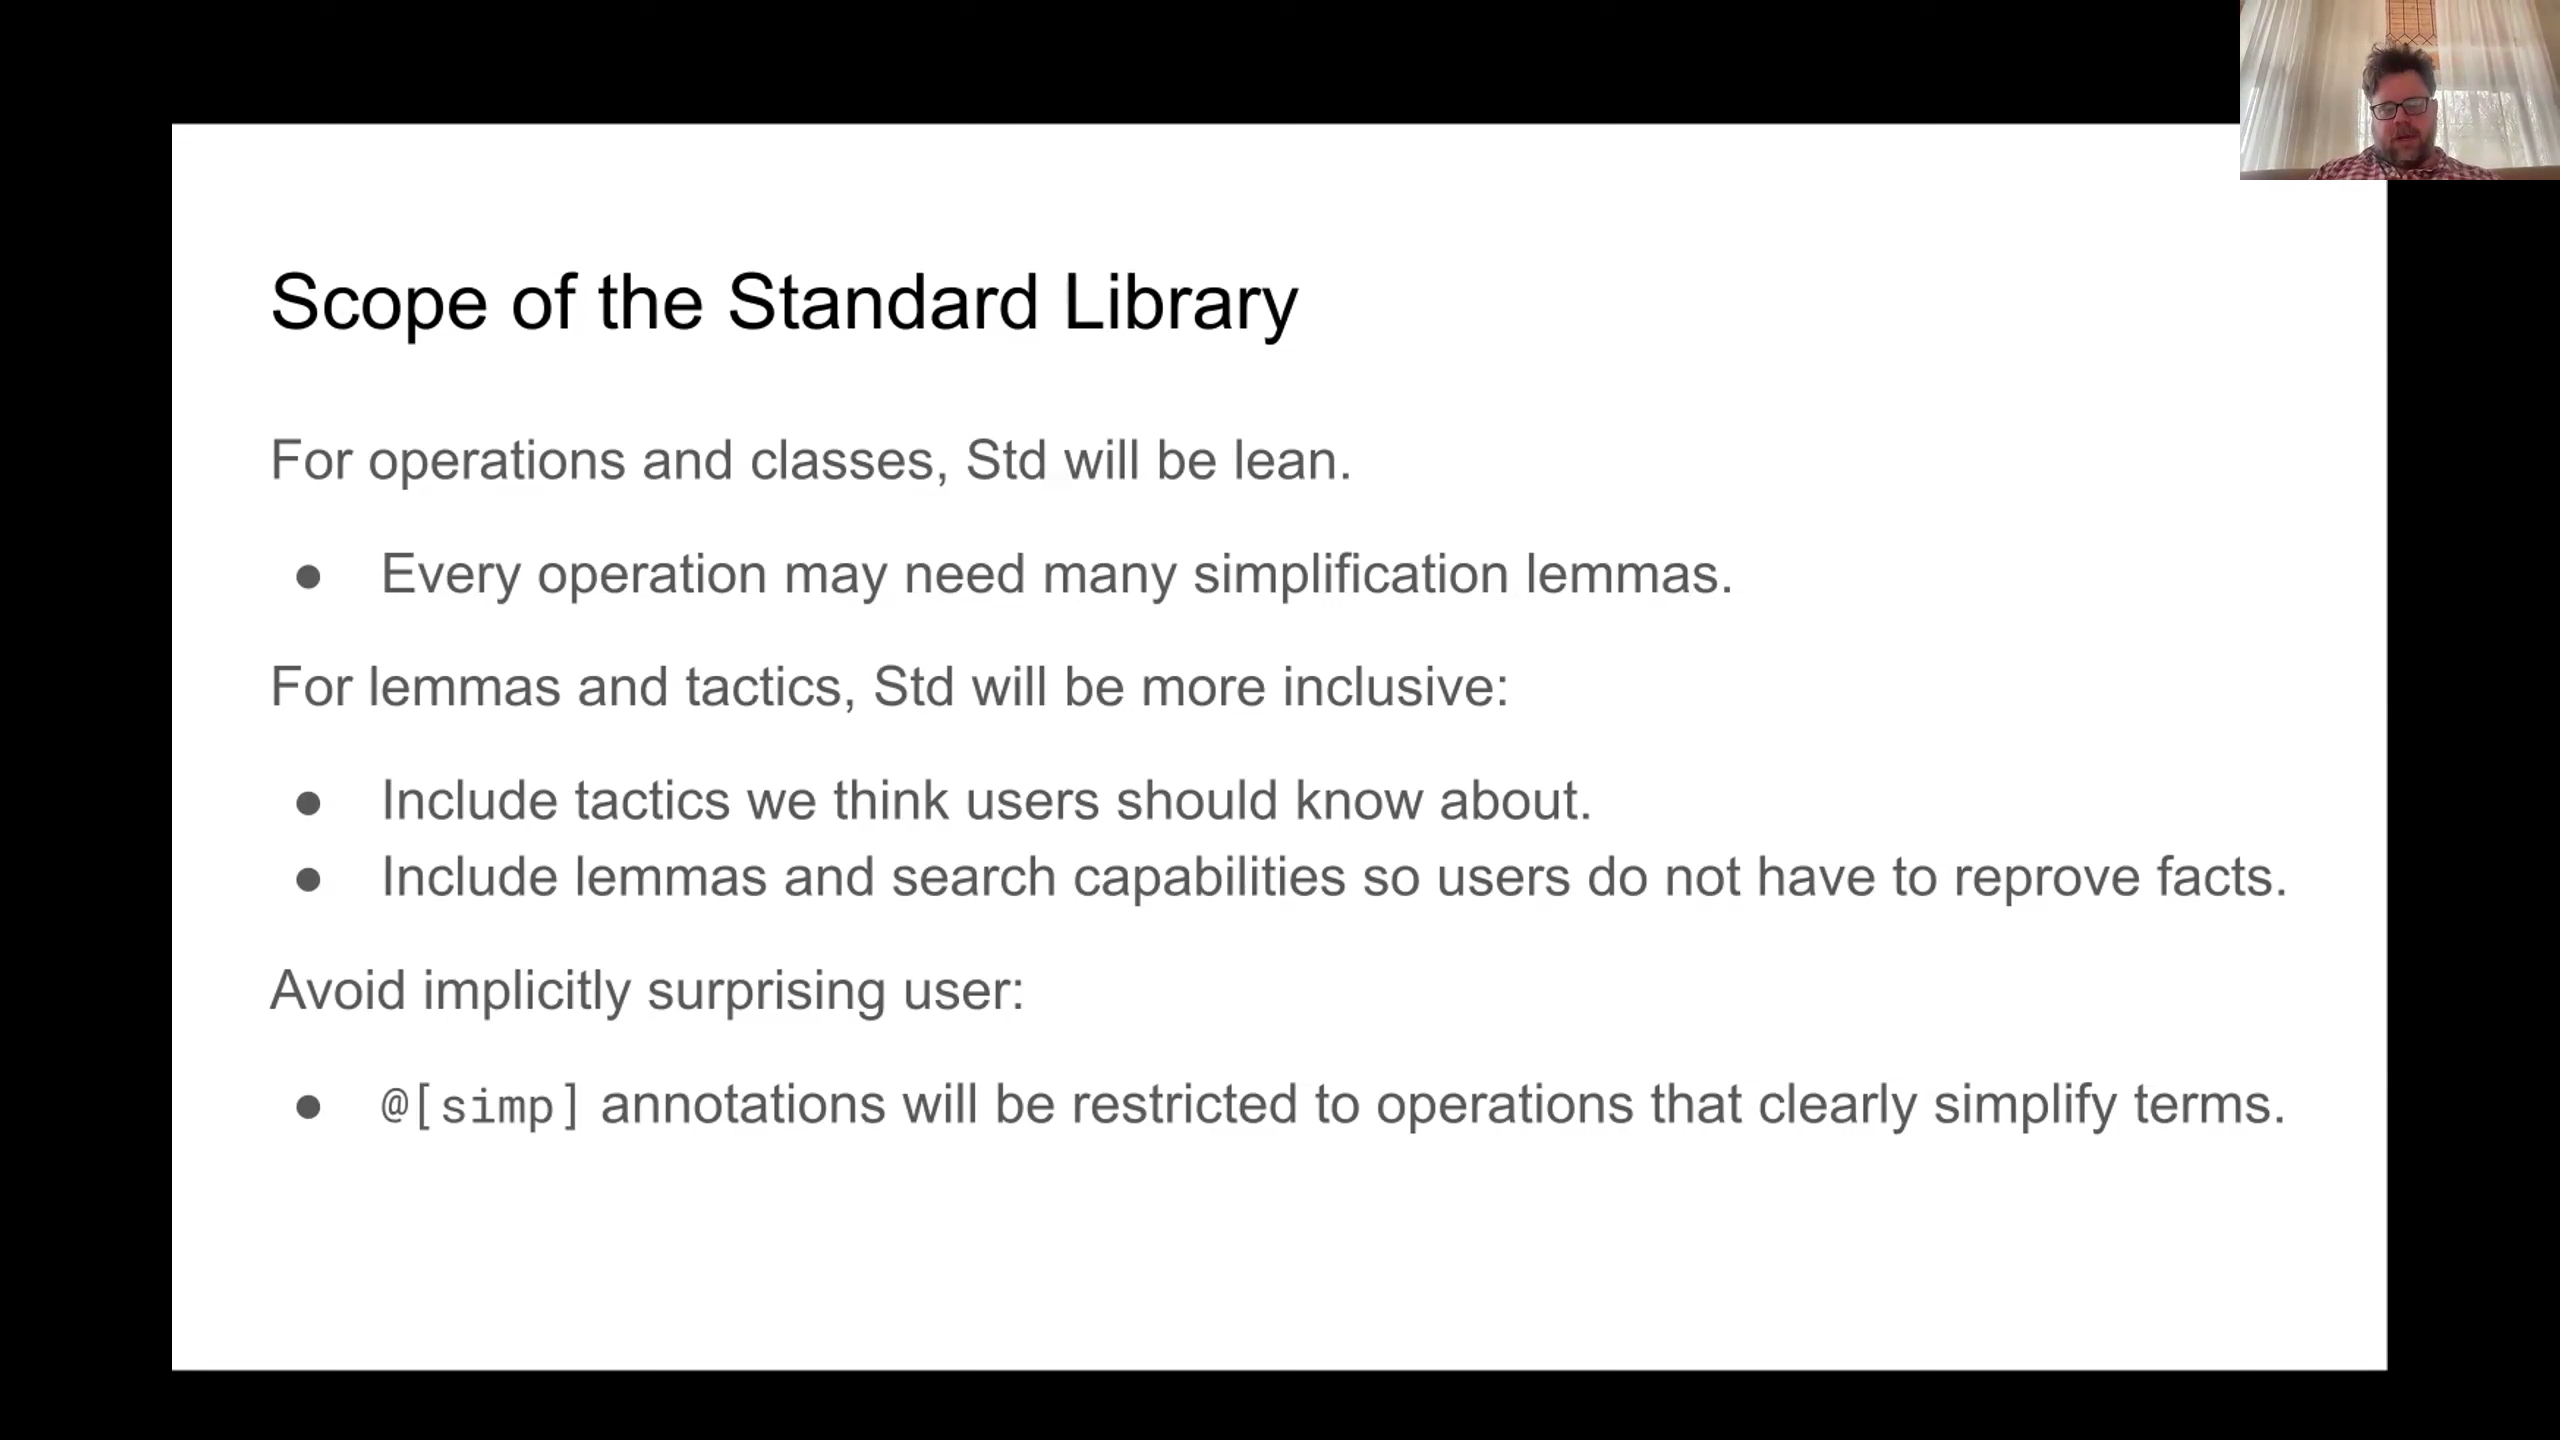 Scope of the Standard Library
For operations and classes, Std will be lean.
● Every operation may need many simplification lemmas.
For lemmas and tactics, Std will be more inclusive:
● Include tactics we think users should know about.
● Include lemmas and search capabilities so users do not have to reprove facts.
Avoid implicitly surprising user:
● @[simp] annotations will be restricted to operations that clearly simplify terms.